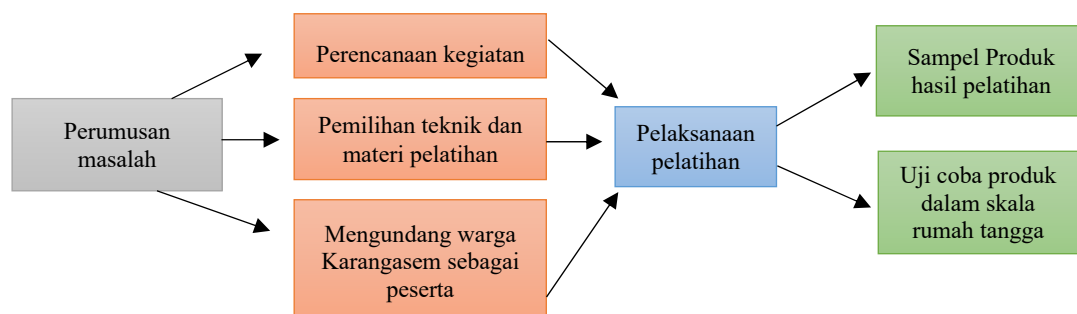 Perumusan
masalah
Perencanaan kegiatan
Pemilihan teknik dan
materi pelatihan
Mengundang warga
Karangasem sebagai
peserta
Pelaksanaan
pelatihan
Sampel Produk
hasil pelatihan
Uji coba produk
dalam skala
rumah tangga